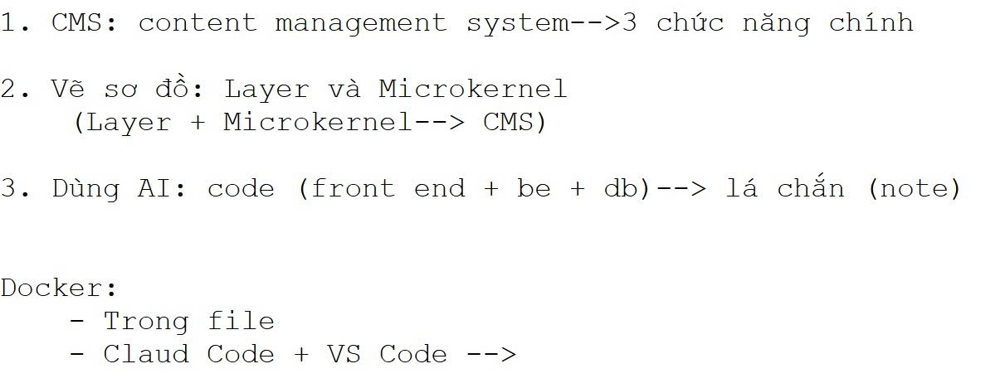 1. CMS: content management system-->3 chức năng chính
2. Vẽ sơ đồ: Layer và Microkernel
(Layer + Microkernel--> CMS)
3. Dùng AI: code (front end + be + db)--> lá chắn (note)
Docker:
- Trong file
- Claud Code + VS Code -->